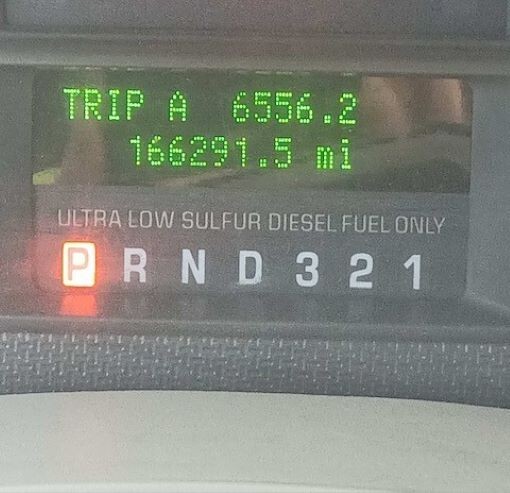 TRIP A 6556.2
166291.5 mi
ULTRA LOW SULFUR DIESEL FUEL ONLY
P R N D 3 2 1